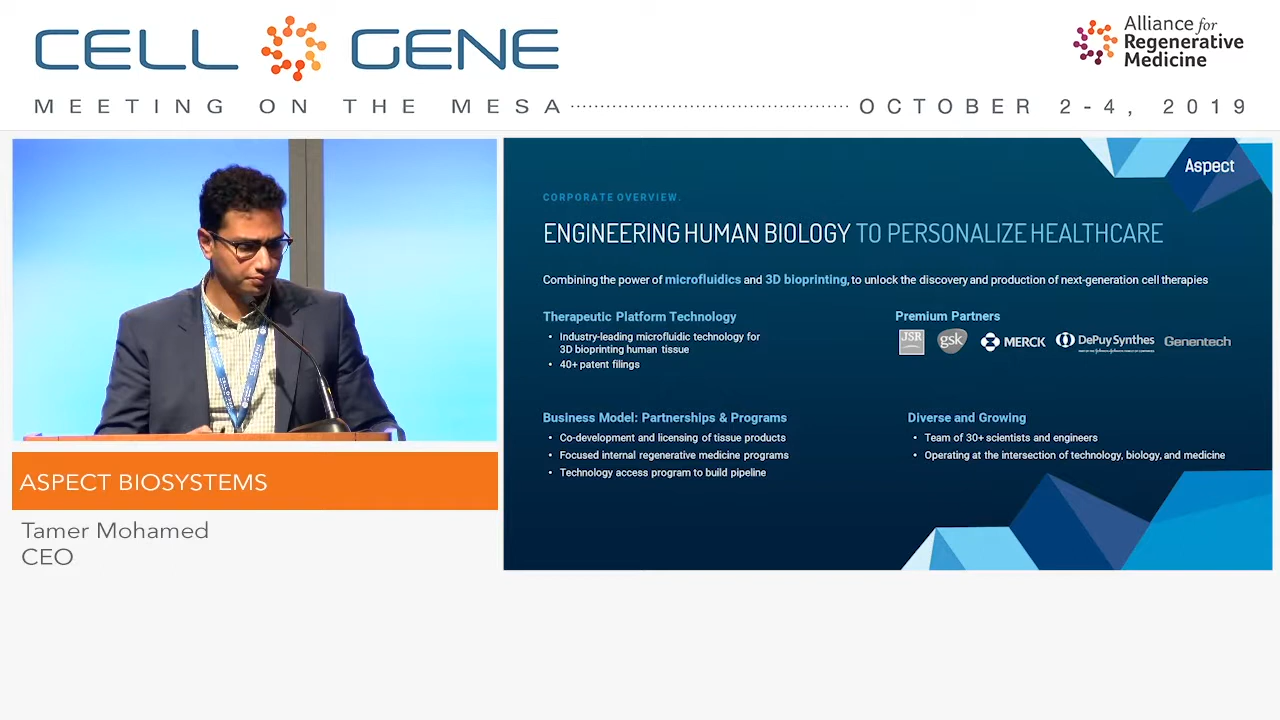 CELL GENE
Alliance for
Regenerative
Medicine
MEETING ON THE MESA OCTOBER 2-4, 2019
Aspect
CORPORATE OVERVIEW.
ENGINEERING HUMAN BIOLOGY TO PERSONALIZE HEALTHCARE
Combining the power of microfluidics and 3D bioprinting, to unlock the discovery and production of next-generation cell therapies
Therapeutic Platform Technology
• Industry-leading microfluidic technology for
3D bioprinting human tissue
• 40+ patent filings
Premium Partners
JSR gsk MERCK DePuySynthes Genentech
Business Model: Partnerships & Programs
• Co-development and licensing of tissue products
• Focused internal regenerative medicine programs
• Technology access program to build pipeline
Diverse and Growing
• Team of 30+ scientists and engineers
• Operating at the intersection of technology, biology, and medicine
ASPECT BIOSYSTEMS
Tamer Mohamed
CEO